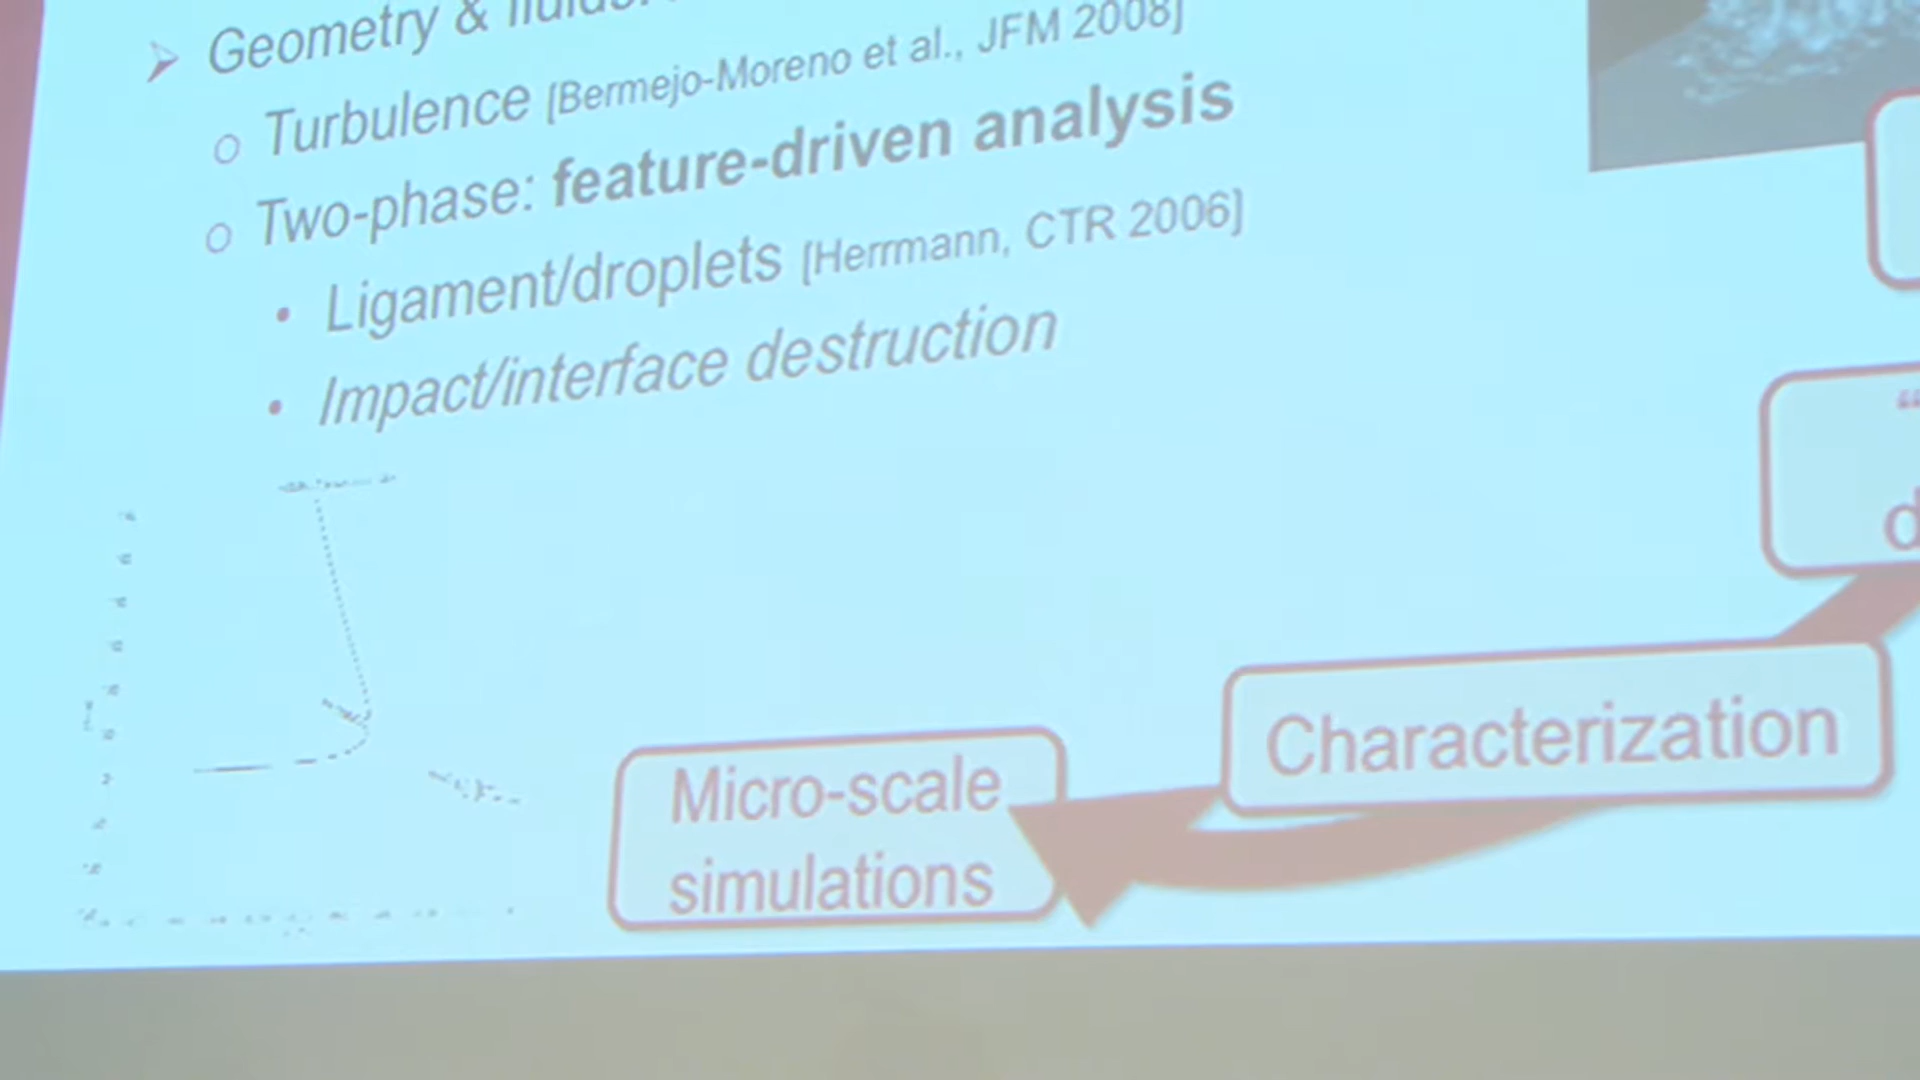 Geometry & fluids
Turbulence [Bermejo-Moreno et al., JFM 2008]
Two-phase: feature-driven analysis
Ligament/droplets [Herrmann, CTR 2006]
Impact/interface destruction
Characterization
Micro-scale
simulations